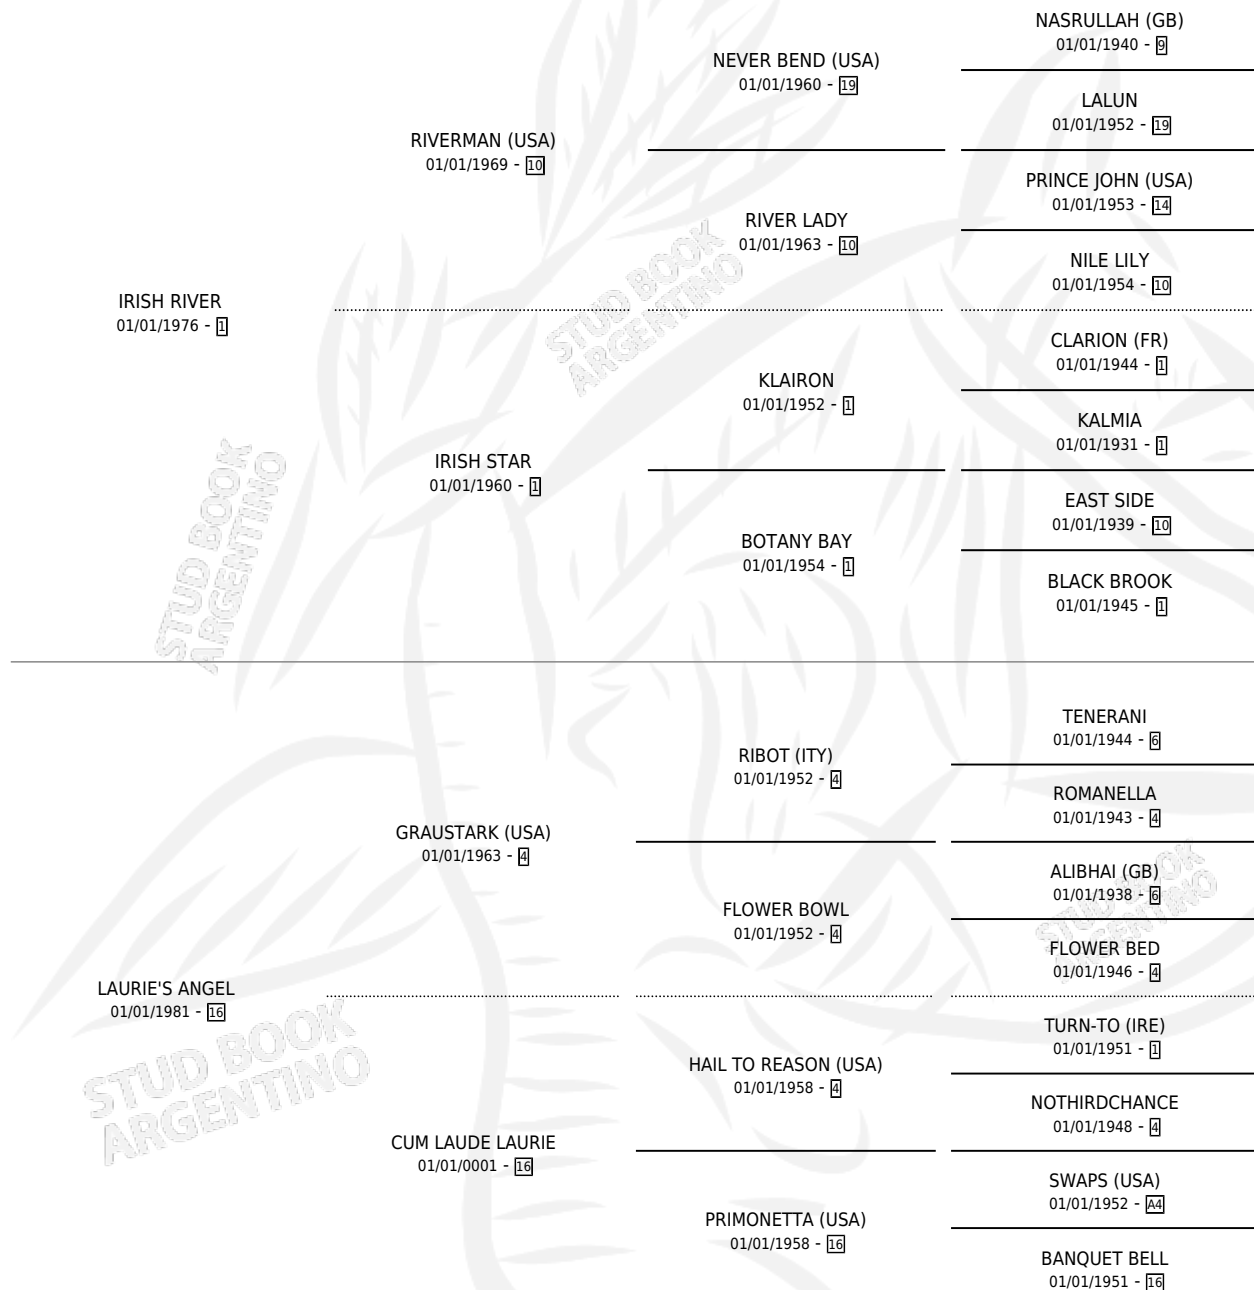 NASRULLAH (GB)
01/01/1940 - 9
NEVER BEND (USA)
01/01/1960 - 19
LALUN
01/01/1952 - 19
RIVERMAN (USA)
01/01/1969 - 10
PRINCE JOHN (USA)
01/01/1953 - 14
RIVER LADY
01/01/1963 - 10
NILE LILY
01/01/1954 - 10
IRISH RIVER
01/01/1976 - 1
CLARION (FR)
01/01/1944 - 1
KLAIRON
01/01/1952 - 1
KALMIA
01/01/1931 - 1
IRISH STAR
01/01/1960 - 1
EAST SIDE
01/01/1939 - 10
BOTANY BAY
01/01/1954 - 1
BLACK BROOK
01/01/1945 - 1
TENERANI
01/01/1944 - 6
RIBOT (ITY)
01/01/1952 - 4
ROMANELLA
01/01/1943 - 4
GRAUSTARK (USA)
01/01/1963 - 4
ALIBHAI (GB)
01/01/1938 - 6
FLOWER BOWL
01/01/1952 - 4
FLOWER BED
01/01/1946 - 4
LAURIE'S ANGEL
01/01/1981 - 16
TURN-TO (IRE)
01/01/1951 - 1
HAIL TO REASON (USA)
01/01/1958 - 4
NOTHIRDCHANCE
01/01/1948 - 4
CUM LAUDE LAURIE
01/01/0001 - 16
SWAPS (USA)
01/01/1952 - A4
PRIMONETTA (USA)
01/01/1958 - 16
BANQUET BELL
01/01/1951 - 16
STUD BOOK
ARGENTINO
STUD BOOK
ARGENTINO
STUD BOOK
ARGENTINO
STUD BOOK
ARGENTINO